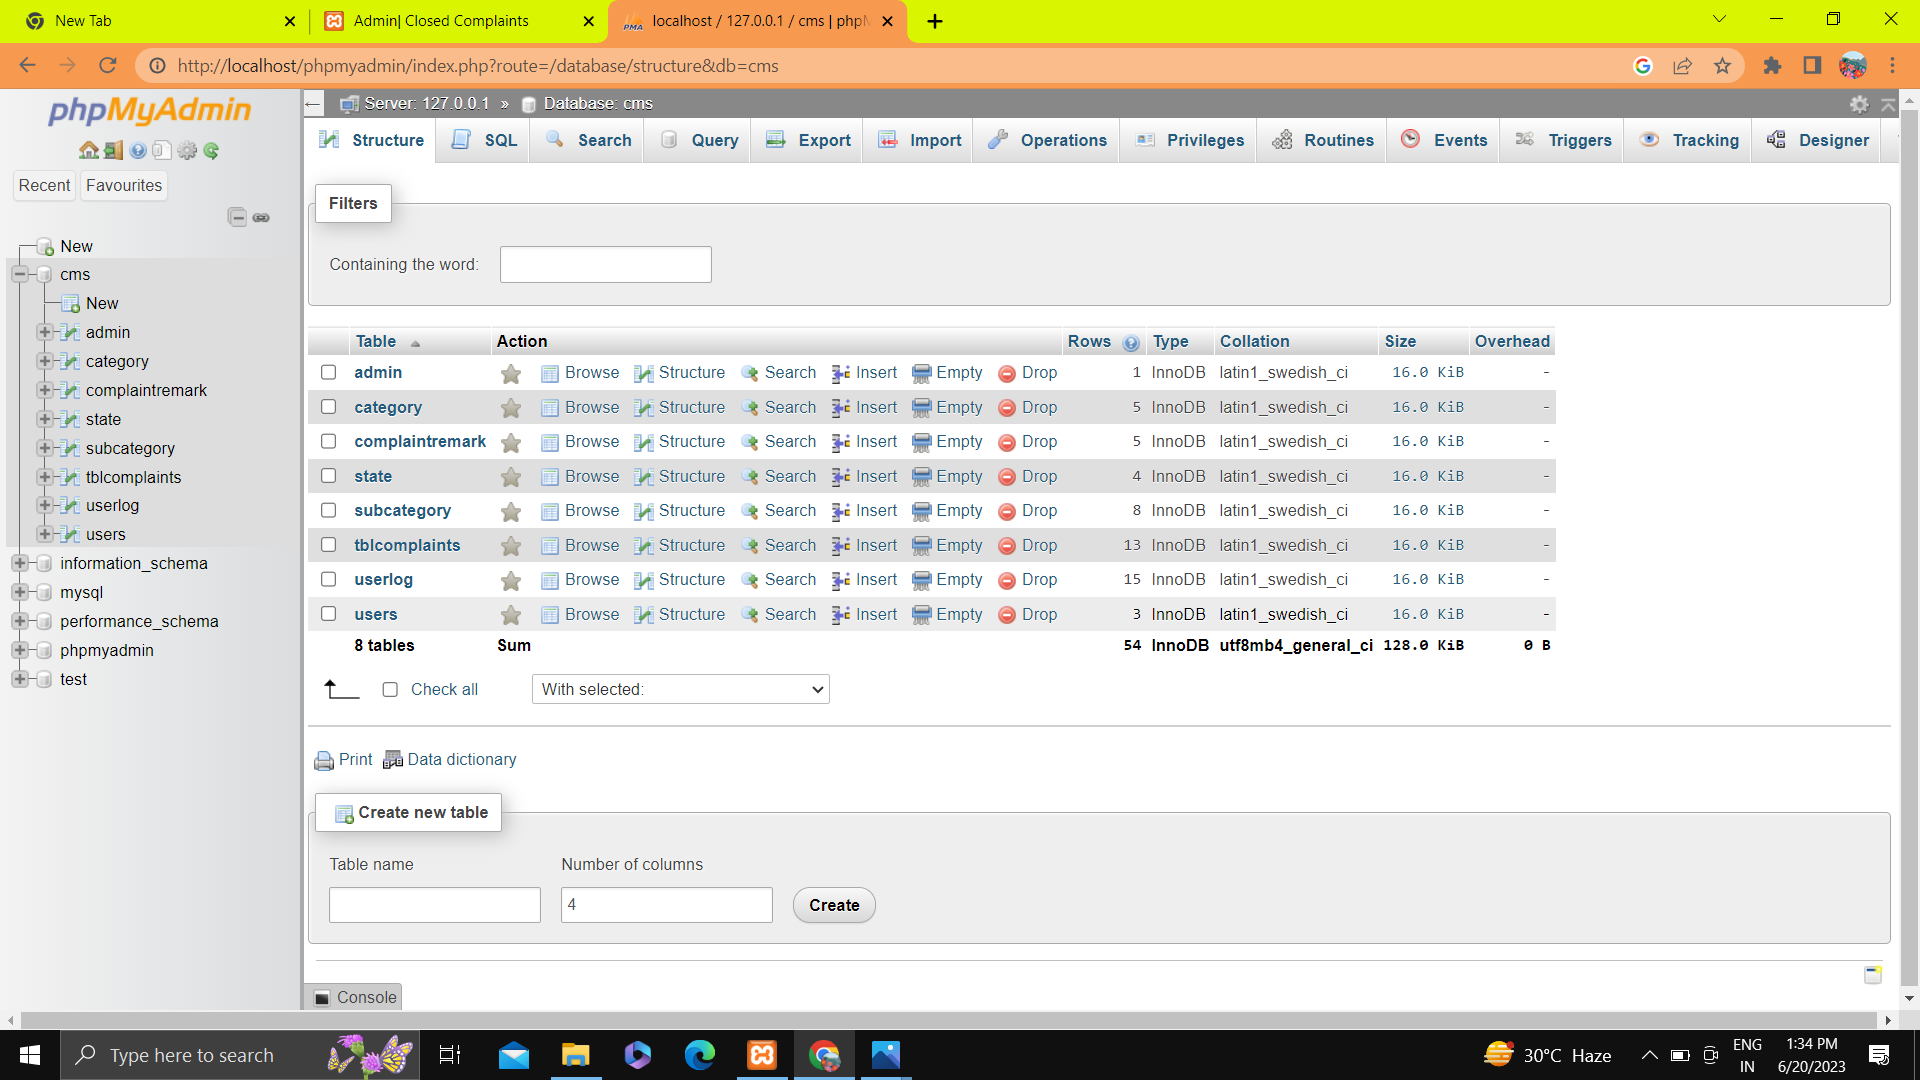 New Tab
Admin| Closed Complaints
localhost / 127.0.0.1 / cms | phpM
http://localhost/phpmyadmin/index.php?route=/database/structure&db=cms
phpMyAdmin
Recent Favourites
New
cms
New
admin
category
complaintremark
state
subcategory
tblcomplaints
userlog
users
information_schema
mysql
performance_schema
phpmyadmin
test
Server: 127.0.0.1 » Database: cms
Structure SQL Search Query Export Import Operations Privileges Routines Events Triggers Tracking Designer
Filters
Containing the word:
Table Action Rows Type Collation Size Overhead
admin Browse Structure Search Insert Empty Drop 1 InnoDB latin1_swedish_ci 16.0 KiB -
category Browse Structure Search Insert Empty Drop 5 InnoDB latin1_swedish_ci 16.0 KiB -
complaintremark Browse Structure Search Insert Empty Drop 5 InnoDB latin1_swedish_ci 16.0 KiB -
state Browse Structure Search Insert Empty Drop 4 InnoDB latin1_swedish_ci 16.0 KiB -
subcategory Browse Structure Search Insert Empty Drop 8 InnoDB latin1_swedish_ci 16.0 KiB -
tblcomplaints Browse Structure Search Insert Empty Drop 13 InnoDB latin1_swedish_ci 16.0 KiB -
userlog Browse Structure Search Insert Empty Drop 15 InnoDB latin1_swedish_ci 16.0 KiB -
users Browse Structure Search Insert Empty Drop 3 InnoDB latin1_swedish_ci 16.0 KiB -
8 tables Sum 54 InnoDB utf8mb4_general_ci 128.0 KiB 0 B
Check all With selected:
Print Data dictionary
Create new table
Table name Number of columns
4 Create
Console
Type here to search
30°C Haze
ENG
IN
1:34 PM
6/20/2023